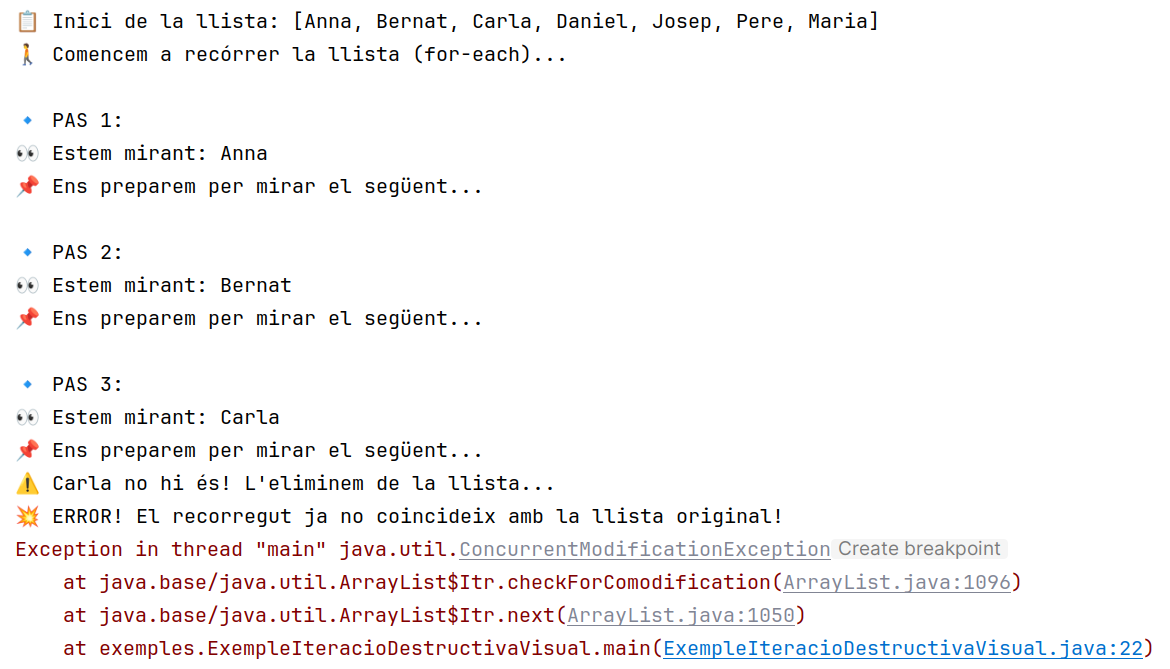 📋 Inici de la llista: [Anna, Bernat, Carla, Daniel, Josep, Pere, Maria]
🚶 Comencem a recórrer la llista (for-each)...
🔹 PAS 1:
👀 Estem mirant: Anna
📌 Ens preparem per mirar el següent...
🔹 PAS 2:
👀 Estem mirant: Bernat
📌 Ens preparem per mirar el següent...
🔹 PAS 3:
👀 Estem mirant: Carla
📌 Ens preparem per mirar el següent...
⚠️ Carla no hi és! L'eliminem de la llista...
💥 ERROR! El recorregut ja no coincideix amb la llista original!
Exception in thread "main" java.util.ConcurrentModificationException Create breakpoint
    at java.base/java.util.ArrayList$Itr.checkForComodification(ArrayList.java:1096)
    at java.base/java.util.ArrayList$Itr.next(ArrayList.java:1050)
    at exemples.ExempleIteracioDestructivaVisual.main(ExempleIteracioDestructivaVisual.java:22)